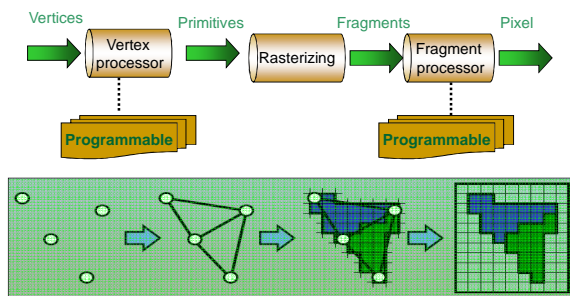 Vertices
Primitives
Fragments
Pixel
Vertex
processor
Rasterizing
Fragment
processor
Programmable
Programmable